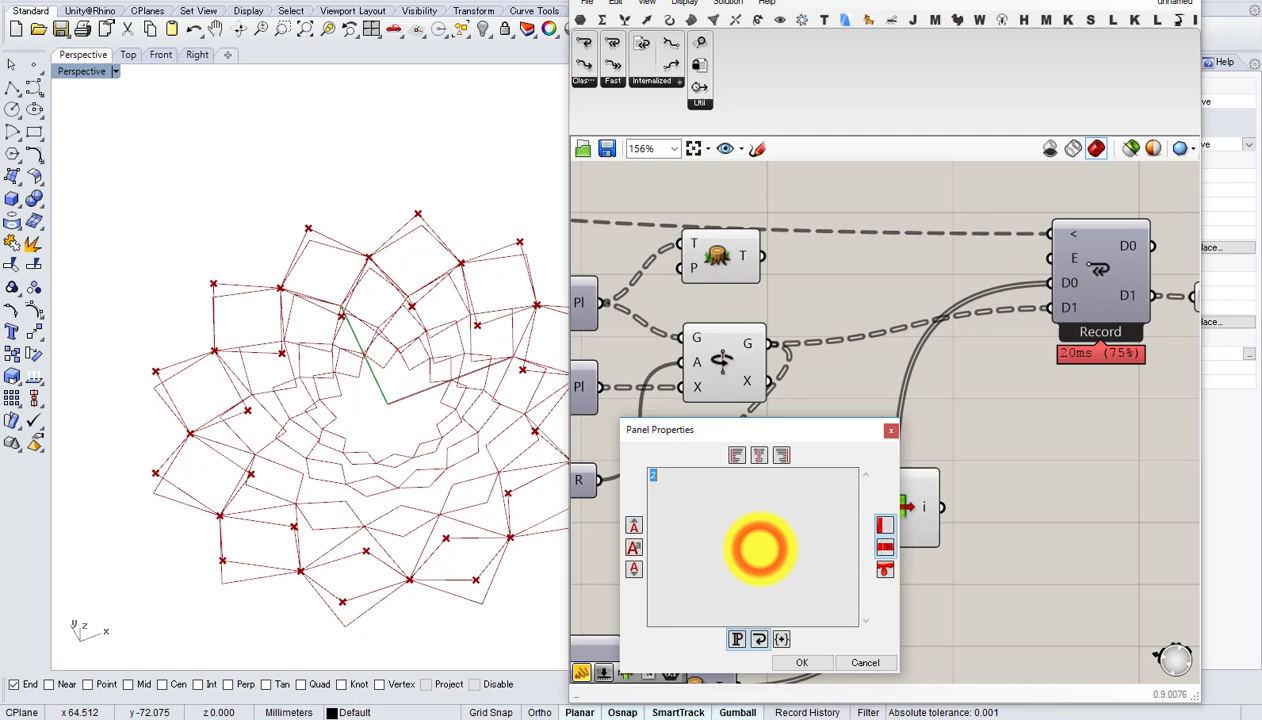 Standard CPlanes Set View Display Select Viewport Layout Visibility Transform Curve Tools
File Edit View Display Solution Help
unnamed
J M K S L K L
Perspective Top Front Right
Perspective
Help
Fast Internalized
Util
156%
T
P
T
<
E
D0
D1
D0
D1
Record
20ms (75%)
Pl
G
A
X
G
X
Pl
R
i
Panel Properties
2
OK Cancel
y z x
0.9.0076
End Near Point Mid Cen Int Perp Tan Quad Knot Vertex Project Disable
CPlane x 64.512 y -72.075 z 0.000 Millimeters Default Grid Snap Ortho Planar Osnap SmartTrack Gumball Record History Filter Absolute tolerance: 0.001